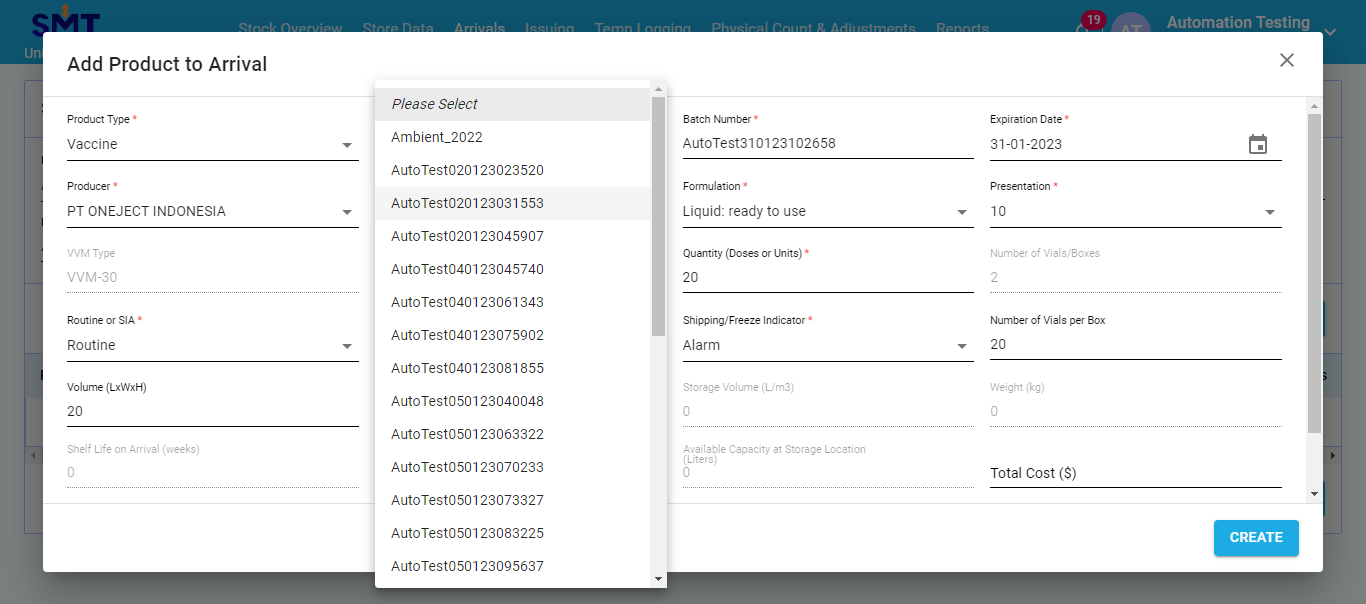 SMT
Stock Overview
Store Data
Arrivals
Issuing
Temp Logging
Physical Count & Adjustments
Reports
19
AT
Automation Testing
Add Product to Arrival
Product Type *
Vaccine
Producer *
PT ONEJECT INDONESIA
VVM Type
VVM-30
Routine or SIA *
Routine
Volume (LxWxH)
20
Shelf Life on Arrival (weeks)
0
Please Select
Ambient_2022
AutoTest020123023520
AutoTest020123031553
AutoTest020123045907
AutoTest040123045740
AutoTest040123061343
AutoTest040123075902
AutoTest040123081855
AutoTest050123040048
AutoTest050123063322
AutoTest050123070233
AutoTest050123073327
AutoTest050123083225
AutoTest050123095637
Batch Number *
AutoTest310123102658
Expiration Date *
31-01-2023
Formulation *
Liquid: ready to use
Presentation *
10
Quantity (Doses or Units) *
20
Number of Vials/Boxes
2
Shipping/Freeze Indicator *
Alarm
Number of Vials per Box
20
Storage Volume (L/m3)
0
Weight (kg)
0
Available Capacity at Storage Location
(Liters)
0
Total Cost ($)
CREATE